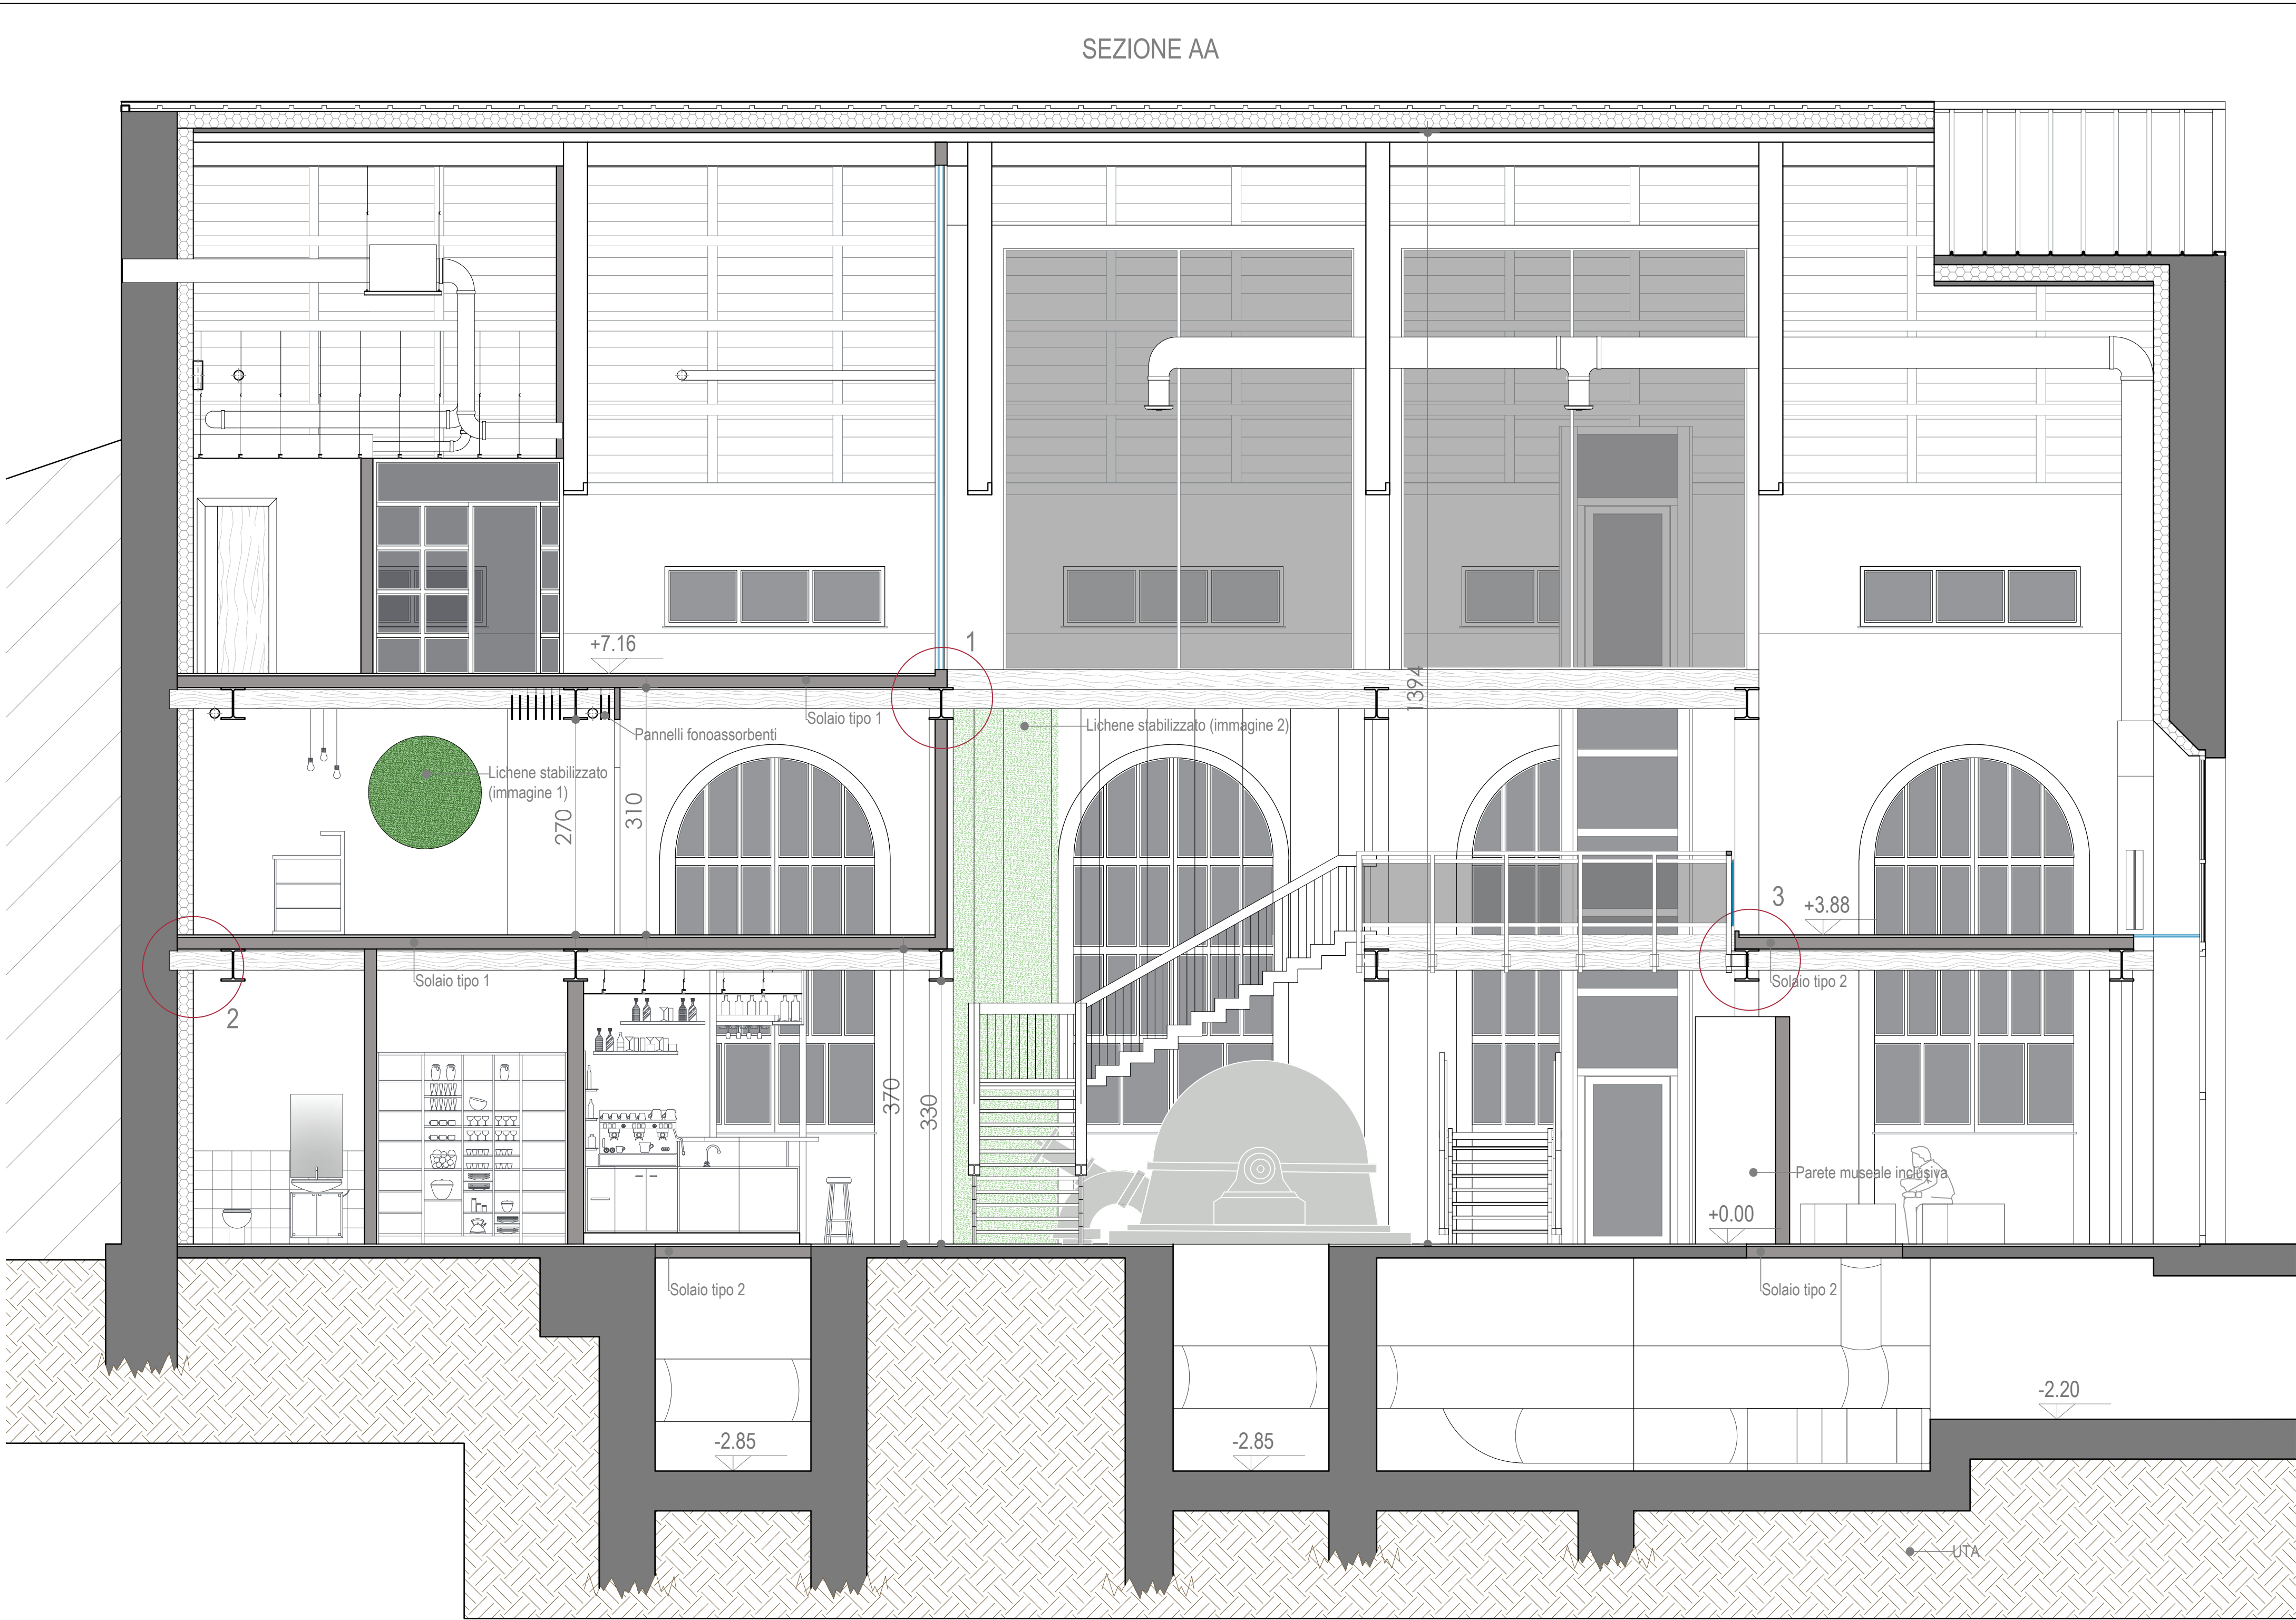 SEZIONE AA
+7.16
1
Solaio tipo 1
Pannelli fonoassorbenti
Lichene stabilizzato (immagine 2)
1394
Lichene stabilizzato
(immagine 1)
270
310
3
+3.88
Solaio tipo 1
Solaio tipo 2
2
370
330
Parete museale inclusiva
+0.00
Solaio tipo 2
Solaio tipo 2
-2.20
-2.85
-2.85
UTA